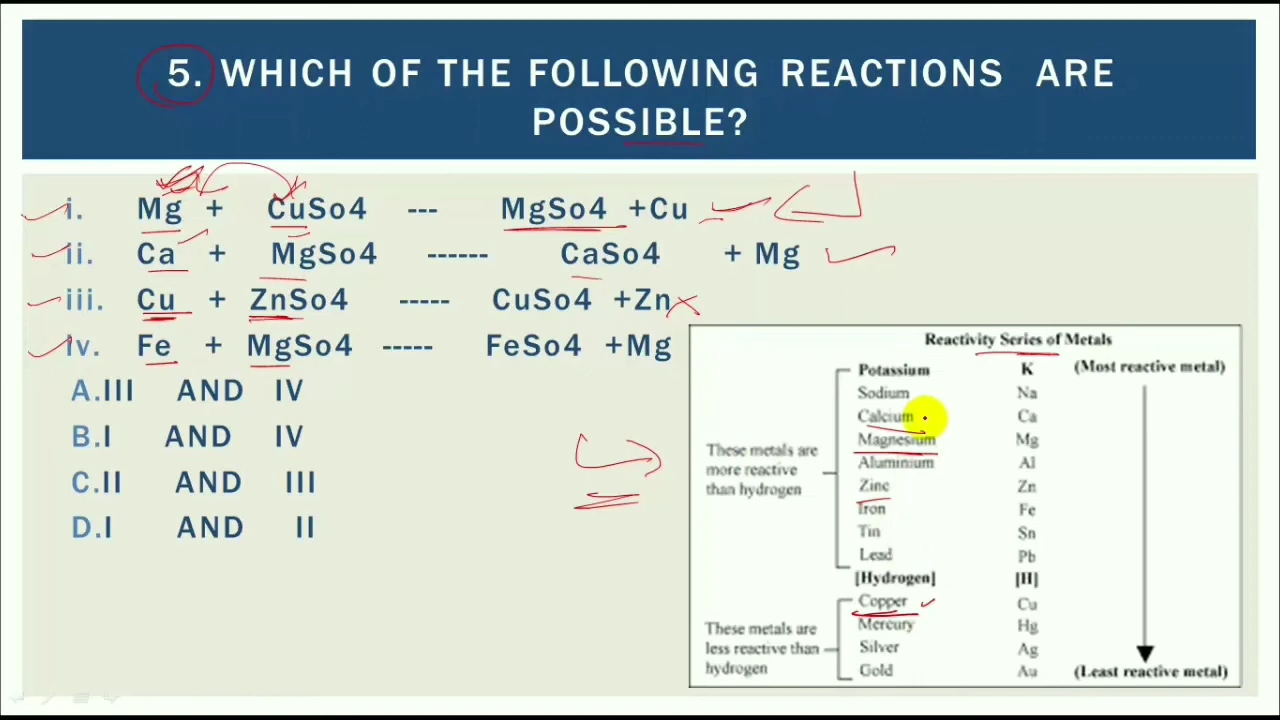 5. WHICH OF THE FOLLOWING REACTIONS ARE
POSSIBLE?
i. Mg + CuSo4 --- MgSo4 +Cu
ii. Ca + MgSo4 ------ CaSo4 + Mg
iii. Cu + ZnSo4 ----- CuSo4 +Zn
iv. Fe + MgSo4 ----- FeSo4 +Mg
A.III AND IV
B.I AND IV
C.II AND III
D.I AND II
Reactivity Series of Metals
Potassium K (Most reactive metal)
Sodium Na
Calcium Ca
Magnesium Mg
Aluminium Al
Zinc Zn
Iron Fe
Tin Sn
Lead Pb
These metals are
more reactive
than hydrogen
[Hydrogen] [H]
Copper Cu
Mercury Hg
Silver Ag
Gold Au (Least reactive metal)
These metals are
less reactive than
hydrogen